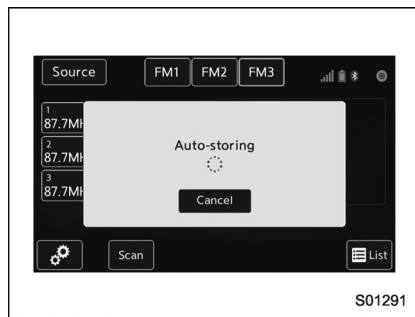 Source FM1 FM2 FM3
1
87.7MH
2
87.7MH
3
87.7MH
Auto-storing
Cancel
Scan List
S01291